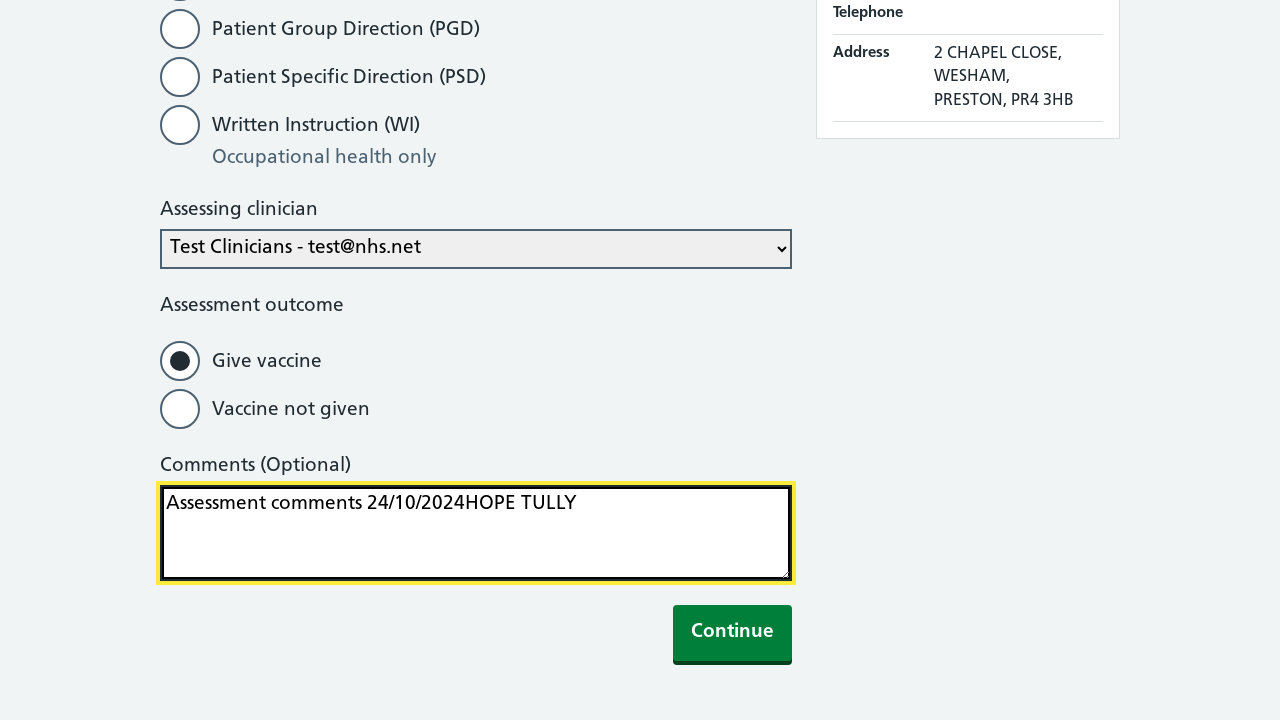 Patient Group Direction (PGD)
Patient Specific Direction (PSD)
Written Instruction (WI)
Occupational health only
Assessing clinician
Test Clinicians - test@nhs.net
Assessment outcome
Give vaccine
Vaccine not given
Comments (Optional)
Assessment comments 24/10/2024HOPE TULLY
Continue
Telephone
Address 2 CHAPEL CLOSE,
WESHAM,
PRESTON, PR4 3HB